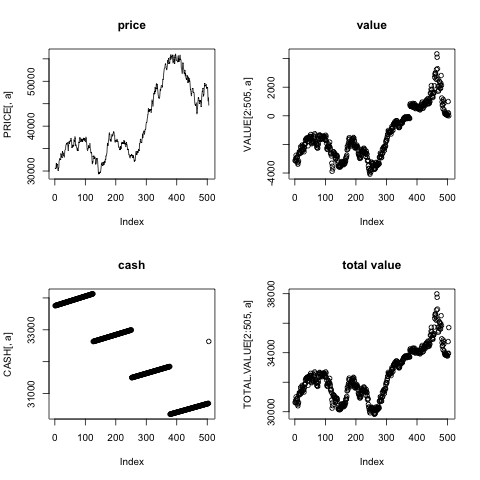 price
PRICE[, a]
30000 40000 50000
0 100 200 300 400 500
Index
value
VALUE[2:505, a]
-4000 0 2000
0 100 200 300 400 500
Index
cash
CASH[, a]
31000 33000
0 100 200 300 400 500
Index
total value
TOTAL.VALUE[2:505, a]
30000 34000 38000
0 100 200 300 400 500
Index